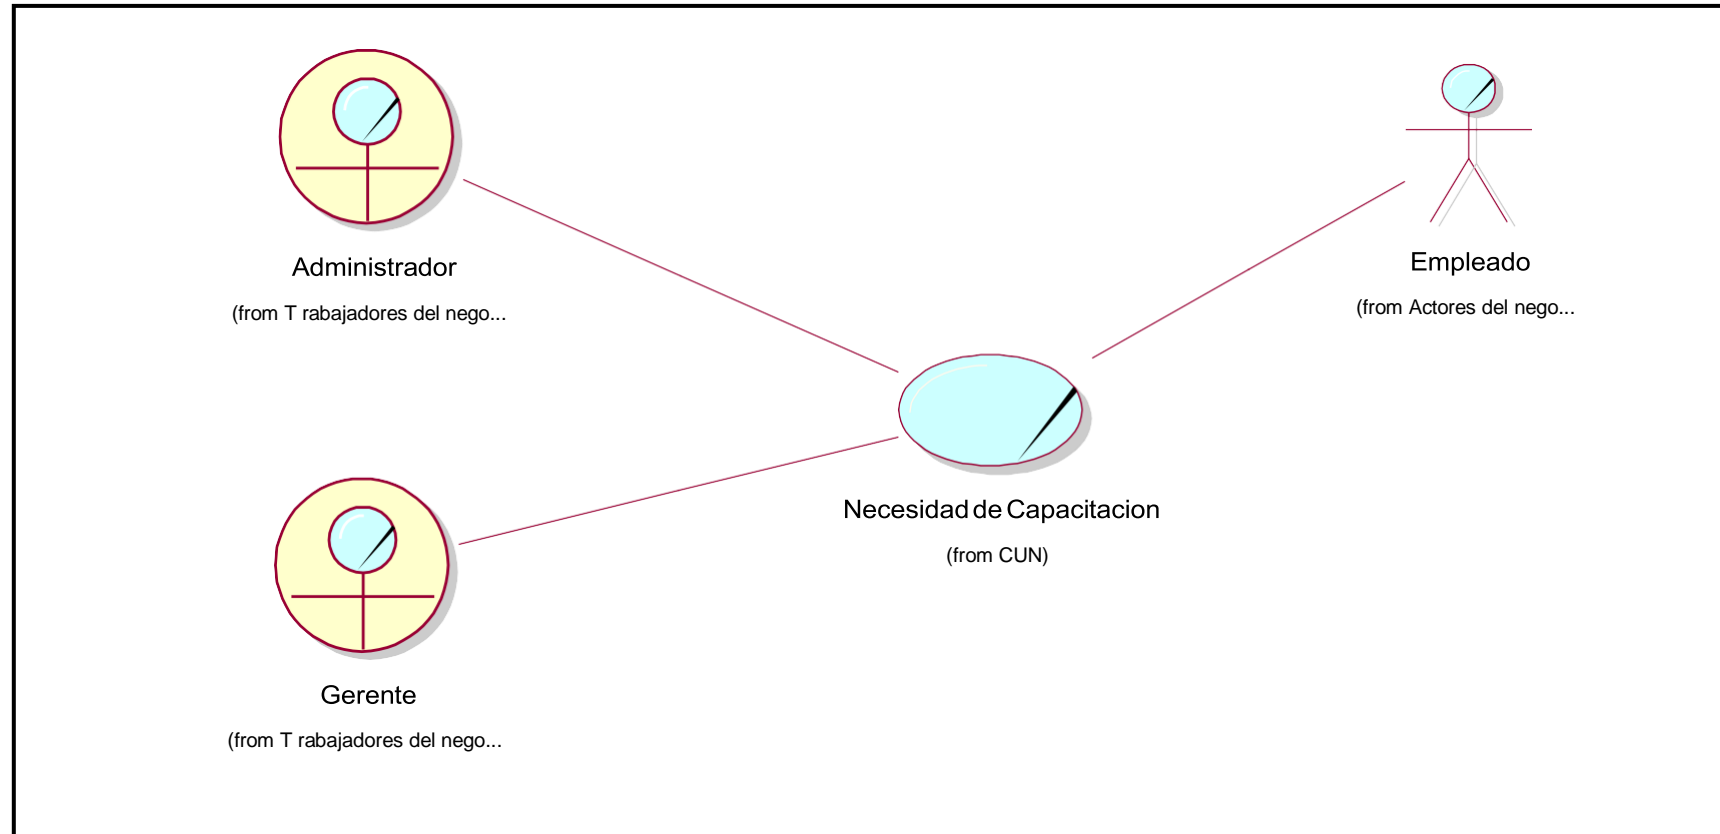 Administrador
(from T rabajadores del nego...
Empleado
(from Actores del nego...
Necesidad de Capacitacion
(from CUN)
Gerente
(from T rabajadores del nego...